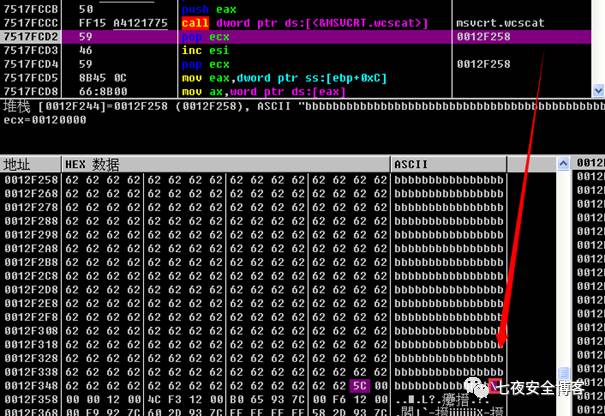 7517FCCB 50 push eax
7517FCCC FF15 A4121775 call dword ptr ds:[<&MSVCRT.wcscat>] msvcrt.wcscat
7517FCD2 59 pop ecx 0012F258
7517FCD3 46 inc esi
7517FCD4 59 pop ecx 0012F258
7517FCD5 8B45 0C mov eax,dword ptr ss:[ebp+0xC]
7517FCD8 66:8B00 mov ax,word ptr ds:[eax]
堆栈 [0012F244]=0012F258 (0012F258), ASCII
ecx=00120000
地址 HEX 数据 ASCII
0012F258 62 62 62 62 62 62 62 62 62 62 62 62 62 62 62 62 bbbbbbbbbbbbbbbb
0012F268 62 62 62 62 62 62 62 62 62 62 62 62 62 62 62 62 bbbbbbbbbbbbbbbb
0012F278 62 62 62 62 62 62 62 62 62 62 62 62 62 62 62 62 bbbbbbbbbbbbbbbb
0012F288 62 62 62 62 62 62 62 62 62 62 62 62 62 62 62 62 bbbbbbbbbbbbbbbb
0012F298 62 62 62 62 62 62 62 62 62 62 62 62 62 62 62 62 bbbbbbbbbbbbbbbb
0012F2A8 62 62 62 62 62 62 62 62 62 62 62 62 62 62 62 62 bbbbbbbbbbbbbbbb
0012F2B8 62 62 62 62 62 62 62 62 62 62 62 62 62 62 62 62 bbbbbbbbbbbbbbbb
0012F2C8 62 62 62 62 62 62 62 62 62 62 62 62 62 62 62 62 bbbbbbbbbbbbbbbb
0012F2D8 62 62 62 62 62 62 62 62 62 62 62 62 62 62 62 62 bbbbbbbbbbbbbbbb
0012F2E8 62 62 62 62 62 62 62 62 62 62 62 62 62 62 62 62 bbbbbbbbbbbbbbbb
0012F2F8 62 62 62 62 62 62 62 62 62 62 62 62 62 62 62 62 bbbbbbbbbbbbbbbb
0012F308 62 62 62 62 62 62 62 62 62 62 62 62 62 62 62 62 bbbbbbbbbbbbbbbb
0012F318 62 62 62 62 62 62 62 62 62 62 62 62 62 62 62 62 bbbbbbbbbbbbbbbb
0012F328 62 62 62 62 62 62 62 62 62 62 62 62 62 62 62 62 bbbbbbbbbbbbbbbb
0012F338 62 62 62 62 62 62 62 62 62 62 62 62 62 62 62 62 bbbbbbbbbbbbbbbb
0012F348 62 62 62 62 62 62 62 62 62 62 62 62 62 62 5C 00 bbbbbbbbbbbbbb\.
0012F358 00 00 12 00 4C F3 12 00 E0 65 93 7C 00 F6 12 00
0012F368 00 E9 92 7C 60 2D 93 7C FF FF FF FF 58 2D 93 7C
七夜安全博客